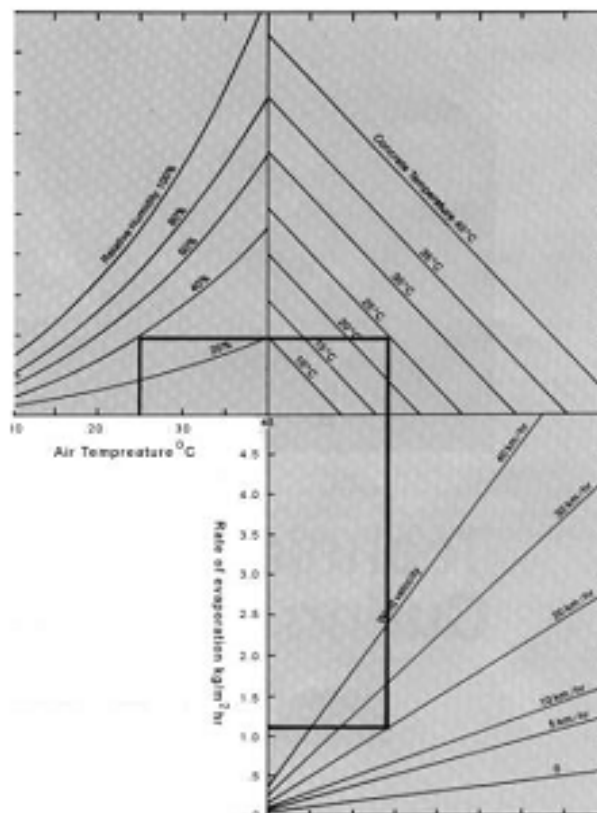 Relative Humidity 100%
80%
60%
40%
20%
Concrete Temperature 40°C
35°C
30°C
25°C
20°C
15°C
10°C
10 20 30 40
Air Tempreature °C
Rate of evaporation kg/m²hr
4.5
4.0
3.5
3.0
2.5
2.0
1.5
1.0
.5
0
Wind velocity
40 km/hr
30 km/hr
20 km/hr
10 km/hr
5 km/hr
0